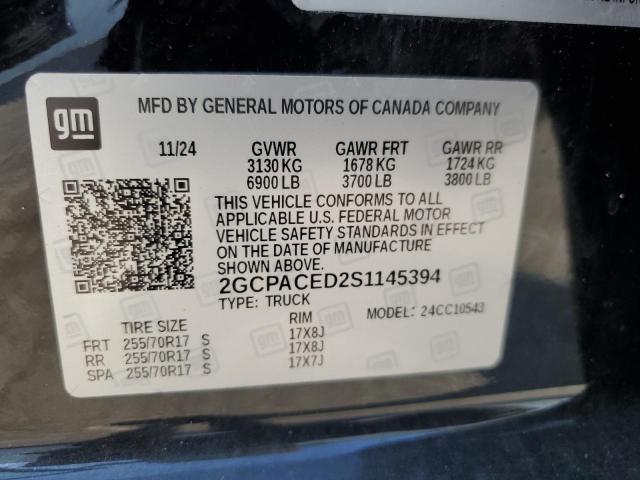 gm
MFD BY GENERAL MOTORS OF CANADA COMPANY
11/24 GVWR GAWR FRT GAWR RR
3130 KG 1678 KG 1724 KG
6900 LB 3700 LB 3800 LB
THIS VEHICLE CONFORMS TO ALL
APPLICABLE U.S. FEDERAL MOTOR
VEHICLE SAFETY STANDARDS IN EFFECT
ON THE DATE OF MANUFACTURE
SHOWN ABOVE.
2GCPACED2S1145394
TYPE: TRUCK MODEL: 24CC10543
TIRE SIZE RIM
FRT 255/70R17 S 17X8J
RR 255/70R17 S 17X8J
SPA 255/70R17 S 17X7J